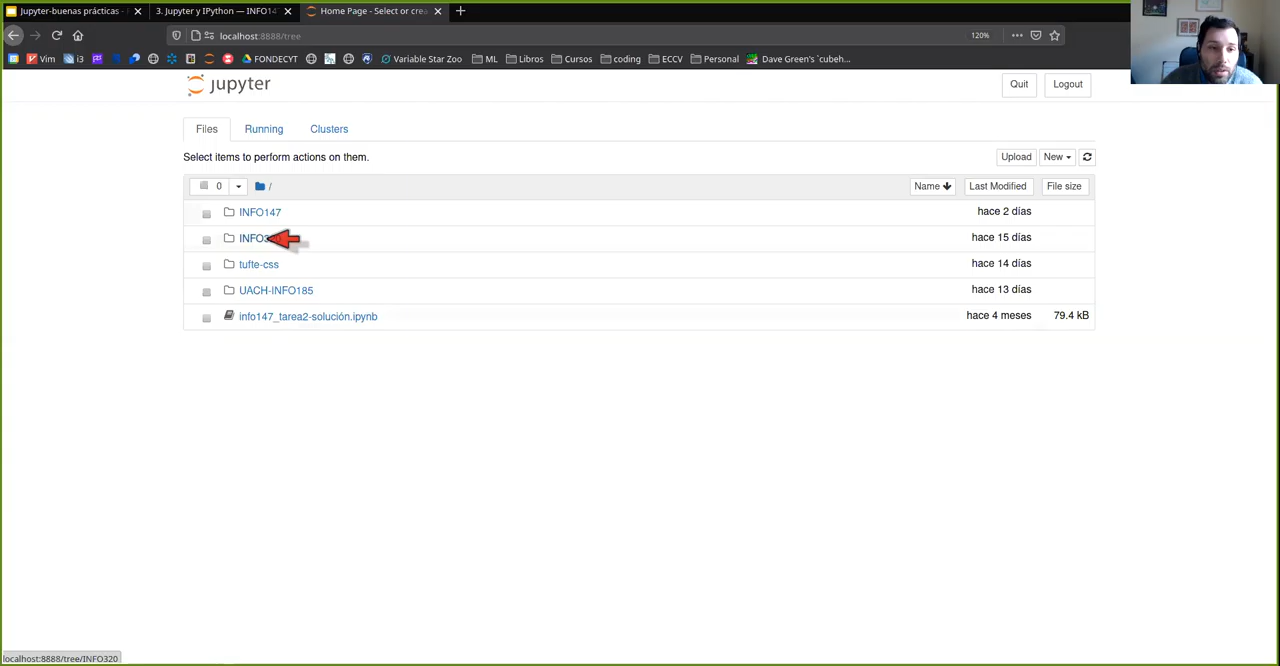 Jupyter-buenas prácticas -
3. Jupyter y IPython — INFO14
Home Page - Select or crea
localhost:8888/tree
120%
Vim
i3
FONDECYT
Variable Star Zoo
ML
Libros
Cursos
coding
ECCV
Personal
Dave Green's `cubeh...
jupyter
Quit
Logout
Files
Running
Clusters
Select items to perform actions on them.
Upload
New
0
/
Name
Last Modified
File size
INFO147
hace 2 días
INFO3
hace 15 días
tufte-css
hace 14 días
UACH-INFO185
hace 13 días
info147_tarea2-solución.ipynb
hace 4 meses
79.4 kB
localhost:8888/tree/INFO320